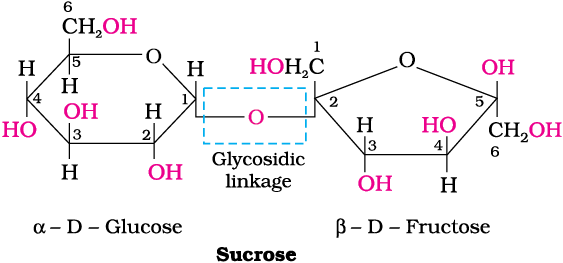 6
CH2OH
5
O
H
H
HOH2C
1
O
OH
H
4
OH
H
1
O
2
5
HO
3
2
H
OH
Glycosidic
linkage
H
3
OH
HO
4
H
CH2OH
6
α – D – Glucose
β – D – Fructose
Sucrose